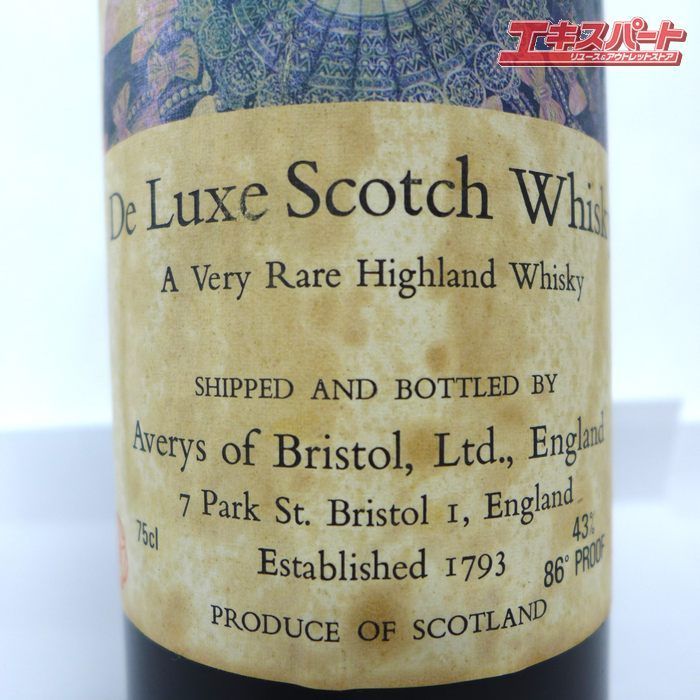 エキスパート
リユース&アウトレットストア
De Luxe Scotch Whisk
A Very Rare Highland Whisky
SHIPPED AND BOTTLED BY
Averys of Bristol, Ltd., England
7 Park St. Bristol 1, England
75cl
43%
Established 1793
86° PROOF
PRODUCE OF SCOTLAND